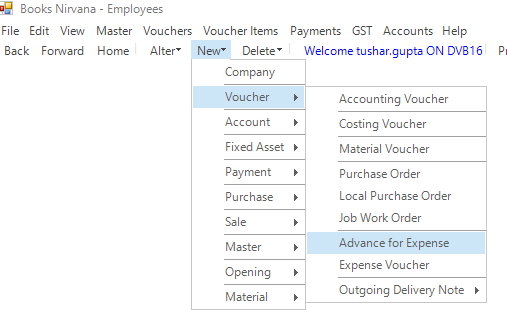 Books Nirvana - Employees
File Edit View Master Vouchers Voucher Items Payments GST Accounts Help
Back Forward Home Alter New Delete Welcome tushar.gupta ON DVB16 Pr
Company
Voucher
Account
Fixed Asset
Payment
Purchase
Sale
Master
Opening
Material
Accounting Voucher
Costing Voucher
Material Voucher
Purchase Order
Local Purchase Order
Job Work Order
Advance for Expense
Expense Voucher
Outgoing Delivery Note